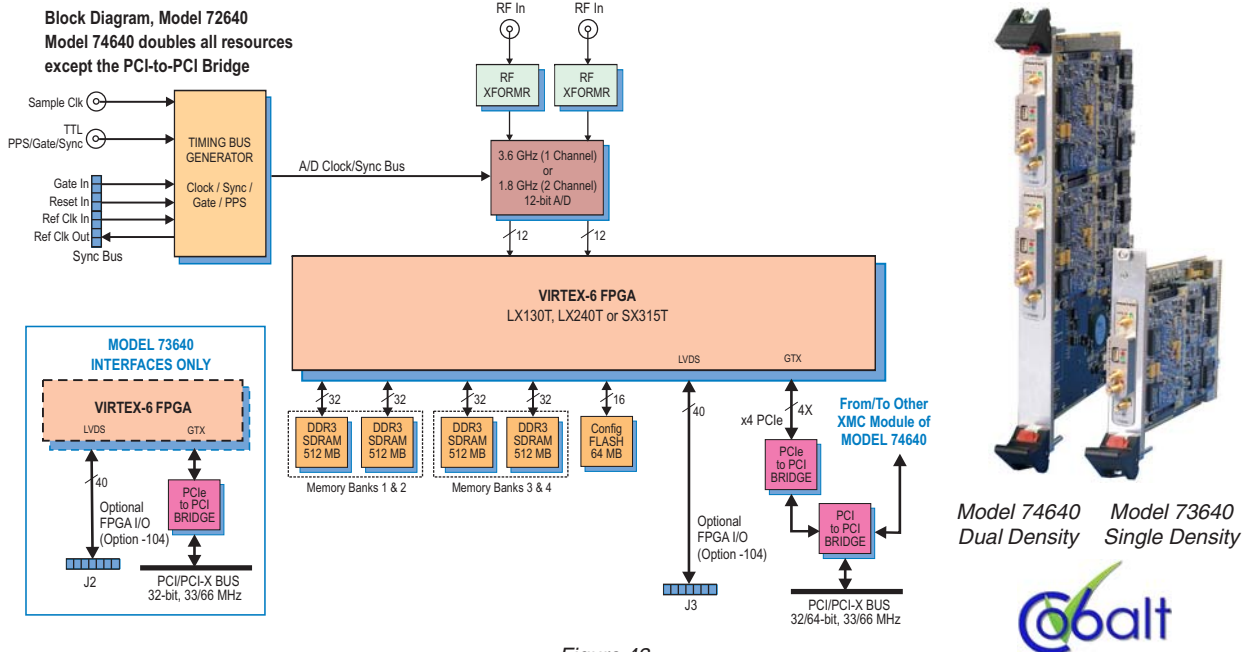 Block Diagram, Model 72640
Model 74640 doubles all resources
except the PCI-to-PCI Bridge
RF In
RF In
RF
XFORMR
RF
XFORMR
Sample Clk
TTL
PPS/Gate/Sync
Gate In
Reset In
Ref Clk In
Ref Clk Out
Sync Bus
TIMING BUS
GENERATOR
Clock / Sync /
Gate / PPS
A/D Clock/Sync Bus
3.6 GHz (1 Channel)
or
1.8 GHz (2 Channel)
12-bit A/D
12
12
VIRTEX-6 FPGA
LX130T, LX240T or SX315T
LVDS
GTX
32
32
32
32
16
40
4X
x4 PCIe
DDR3
SDRAM
512 MB
DDR3
SDRAM
512 MB
DDR3
SDRAM
512 MB
DDR3
SDRAM
512 MB
Config
FLASH
64 MB
Memory Banks 1 & 2
Memory Banks 3 & 4
From/To Other
XMC Module of
MODEL 74640
PCIe
to PCI
BRIDGE
PCI
to PCI
BRIDGE
Optional
FPGA I/O
(Option -104)
J3
PCI/PCI-X BUS
32/64-bit, 33/66 MHz
MODEL 73640
INTERFACES ONLY
VIRTEX-6 FPGA
LVDS
GTX
40
PCIe
to PCI
BRIDGE
Optional
FPGA I/O
(Option -104)
J2
PCI/PCI-X BUS
32-bit, 33/66 MHz
Model 74640
Dual Density
Model 73640
Single Density
Cobalt